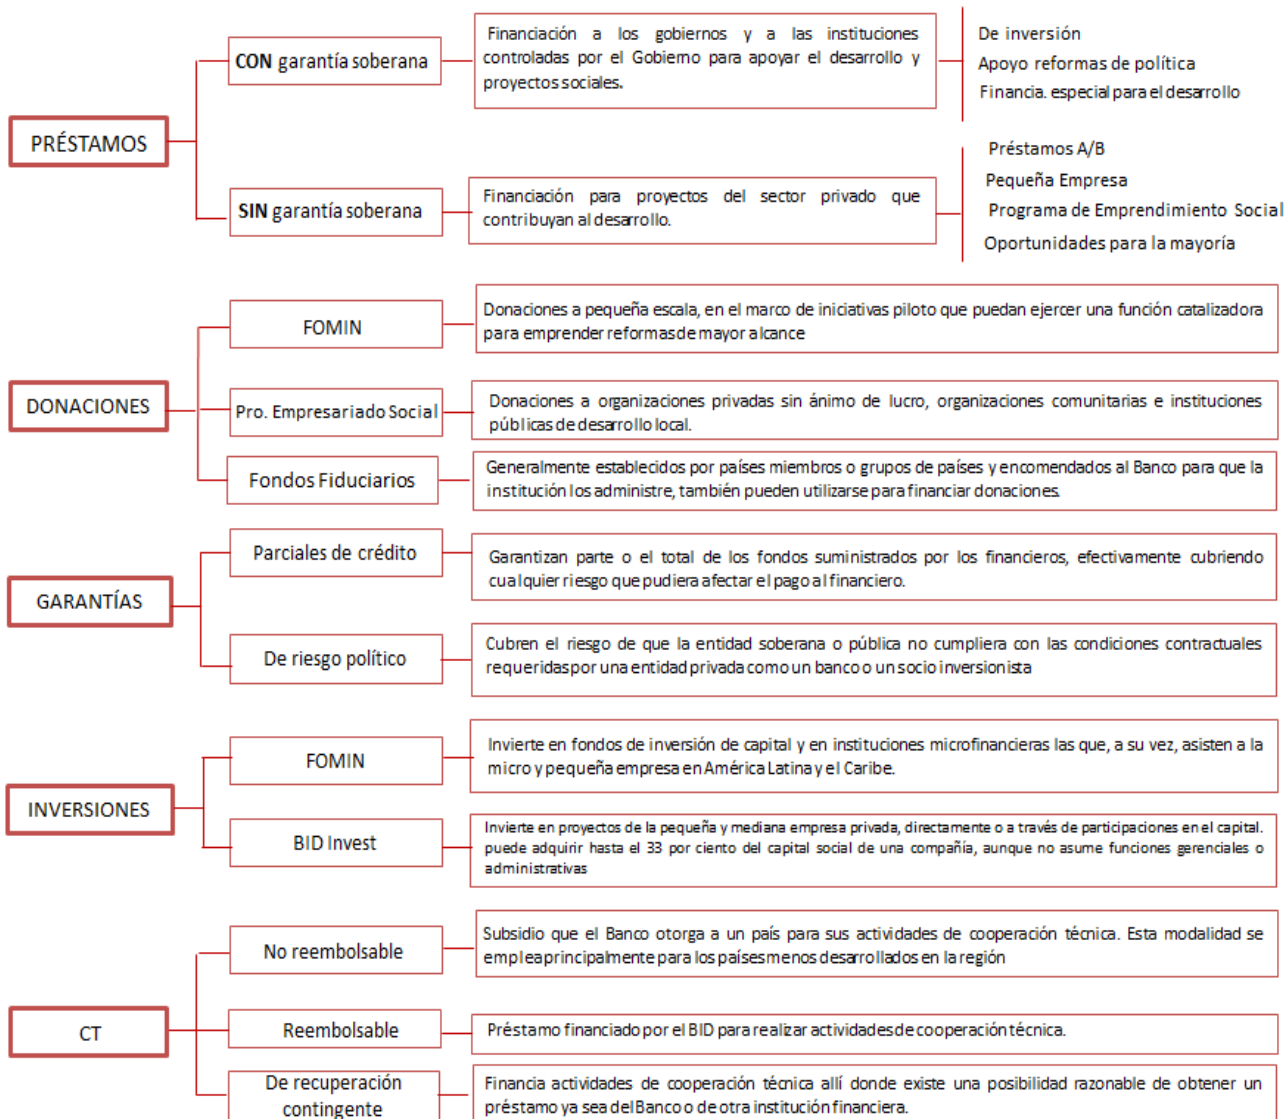 PRÉSTAMOS
CON garantía soberana
Financiación a los gobiernos y a las instituciones
controladas por el Gobierno para apoyar el desarrollo y
proyectos sociales.
De inversión
Apoyo reformas de política
Financia. especial para el desarrollo
SIN garantía soberana
Financiación para proyectos del sector privado que
contribuyan al desarrollo.
Préstamos A/B
Pequeña Empresa
Programa de Emprendimiento Social
Oportunidades para la mayoría
DONACIONES
FOMIN
Donaciones a pequeña escala, en el marco de iniciativas piloto que puedan ejercer una función catalizadora
para emprender reformas de mayor alcance
Pro. Empresariado Social
Donaciones a organizaciones privadas sin ánimo de lucro, organizaciones comunitarias e instituciones
públicas de desarrollo local.
Fondos Fiduciarios
Generalmente establecidos por países miembros o grupos de países y encomendados al Banco para que la
institución los administre, también pueden utilizarse para financiar donaciones.
GARANTÍAS
Parciales de crédito
Garantizan parte o el total de los fondos suministrados por los financieros, efectivamente cubriendo
cualquier riesgo que pudiera afectar el pago al financiero.
De riesgo político
Cubren el riesgo de que la entidad soberana o pública no cumpliera con las condiciones contractuales
requeridas por una entidad privada como un banco o un socio inversionista
INVERSIONES
FOMIN
Invierte en fondos de inversión de capital y en instituciones microfinancieras las que, a su vez, asisten a la
micro y pequeña empresa en América Latina y el Caribe.
BID Invest
Invierte en proyectos de la pequeña y mediana empresa privada, directamente o a través de participaciones en el capital.
puede adquirir hasta el 33 por ciento del capital social de una compañía, aunque no asume funciones gerenciales o
administrativas
CT
No reembolsable
Subsidio que el Banco otorga a un país para sus actividades de cooperación técnica. Esta modalidad se
emplea principalmente para los países menos desarrollados en la región
Reembolsable
Préstamo financiado por el BID para realizar actividades de cooperación técnica.
De recuperación
contingente
Financia actividades de cooperación técnica allí donde existe una posibilidad razonable de obtener un
préstamo ya sea del Banco o de otra institución financiera.